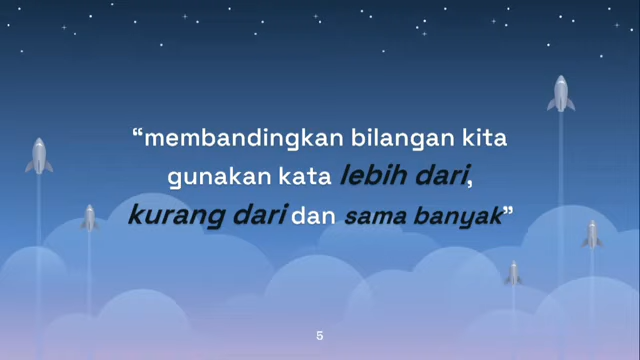 “membandingkan bilangan kita
gunakan kata lebih dari,
kurang dari dan sama banyak”
5